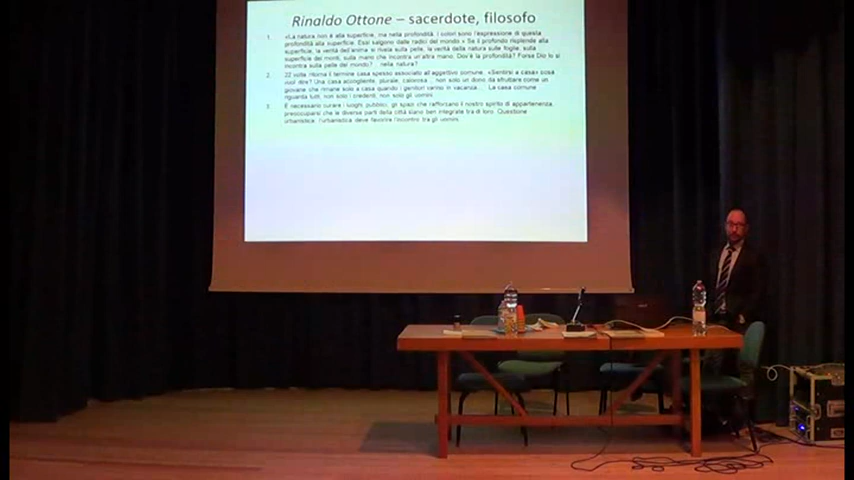 Rinaldo Ottone – sacerdote, filosofo
1. «La natura non è alla superficie, ma nella profondità. I colori sono l'espressione di questa
profondità alla superficie. Essi salgono dalle radici del mondo.» Se il profondo risplende alla
superficie, la verità dell'anima si rivela sulla pelle, la verità della natura sulle foglie, sulla
superficie dei monti, sulla mano che incontra un'altra mano. Dov'è la profondità? Forse Dio lo si
incontra sulla pelle del mondo? … nella natura?
2. 22 volte ritorna il termine casa spesso associato all'aggettivo comune. «Sentirsi a casa» cosa
vuol dire? Una casa accogliente, plurale, calorosa … non solo un dono da sfruttare come un
giovane che rimane solo a casa quando i genitori vanno in vacanza… La casa comune
riguarda tutti, non solo i credenti, non solo gli uomini.
3. È necessario curare i luoghi pubblici, gli spazi che rafforzano il nostro spirito di appartenenza,
preoccuparsi che le diverse parti della città siano ben integrate tra di loro. Questione
urbanistica: l'urbanistica deve favorire l'incontro tra gli uomini.